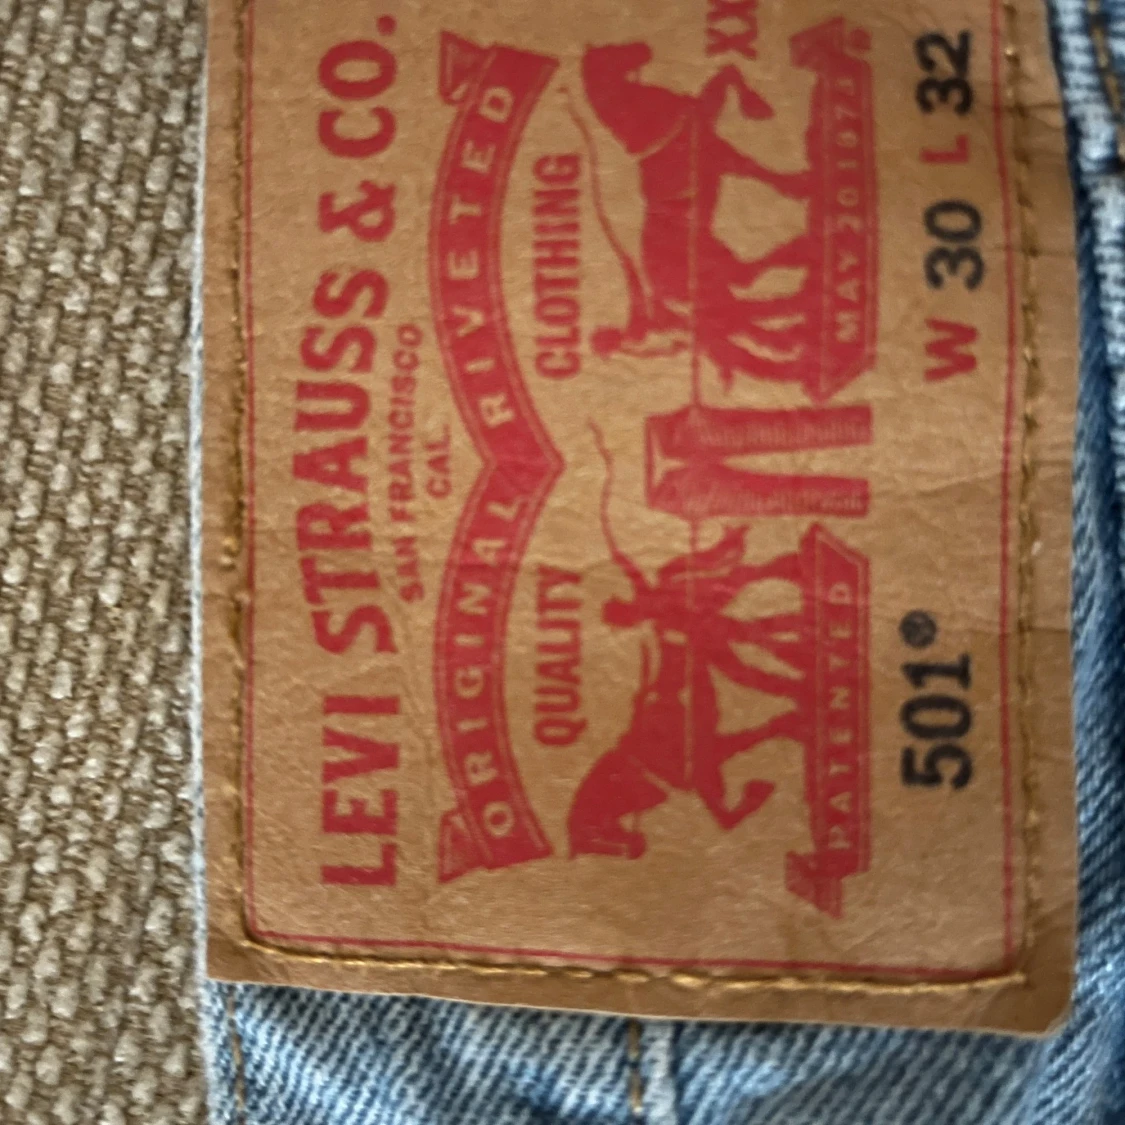 LEVI STRAUSS & CO.
SAN FRANCISCO
CAL.
ORIGINAL RIVETED
QUALITY CLOTHING
XX
PATENTED MAY 20 1873
501® W 30 L 32